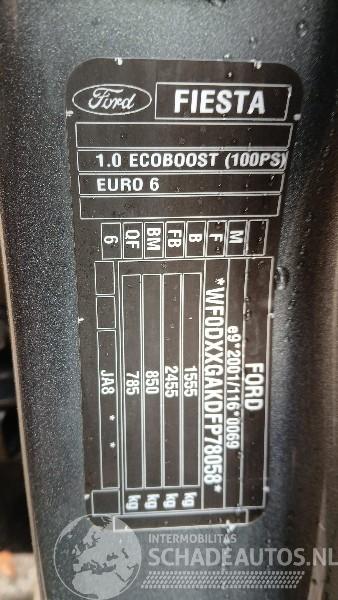 Ford FIESTA
1.0 ECOBOOST (100PS)
EURO 6
FORD
e9*2001/116*0069
*WF0DXXGAKDFP78058*
1555 kg
2455 kg
850 kg
785 kg
JA8 * *
M
F
B
FB
BM
QF
6
INTERMOBILITAS
SCHADEAUTOS.NL